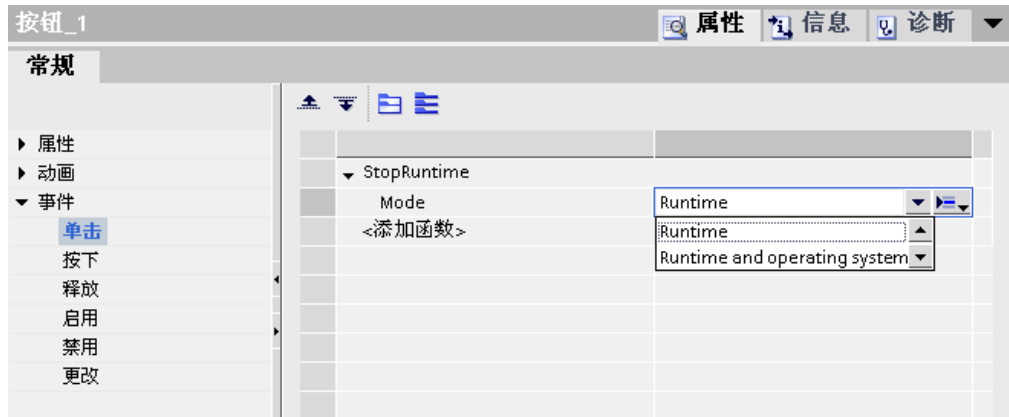 按钮_1 属性 信息 诊断
常规
属性
动画
事件
单击
按下
释放
启用
禁用
更改
StopRuntime
Mode Runtime
<添加函数> Runtime
Runtime and operating system